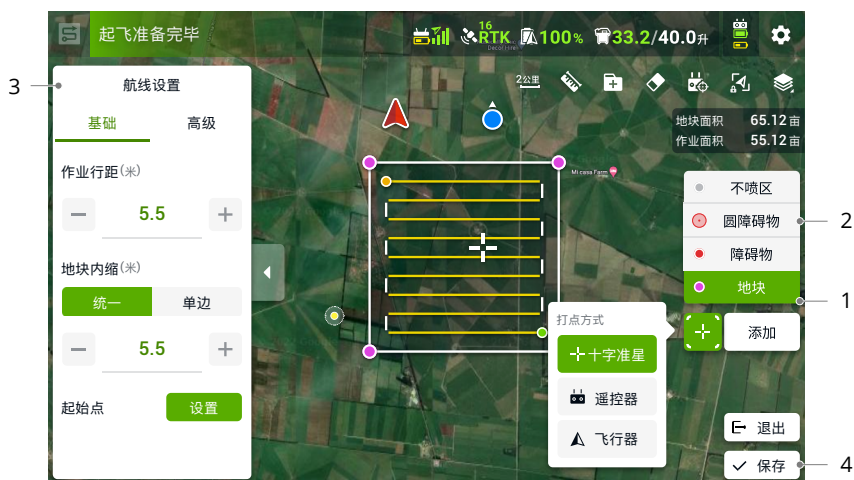 起飞准备完毕
16
RTK
100%
33.2/40.0升
3
航线设置
基础 高级
作业行距(米)
5.5
地块内缩(米)
统一 单边
5.5
起始点 设置
2公里
地块面积 65.12亩
作业面积 55.12亩
Mi casa Farm
不喷区
圆障碍物
2
障碍物
地块
1
添加
打点方式
十字准星
遥控器
飞行器
退出
保存
4